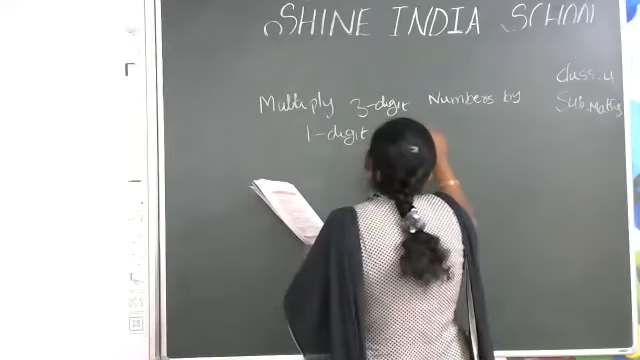 SHINE INDIA SCHOOL
Class-4
Sub. Maths
Multiply 3-digit Numbers by
1-digit